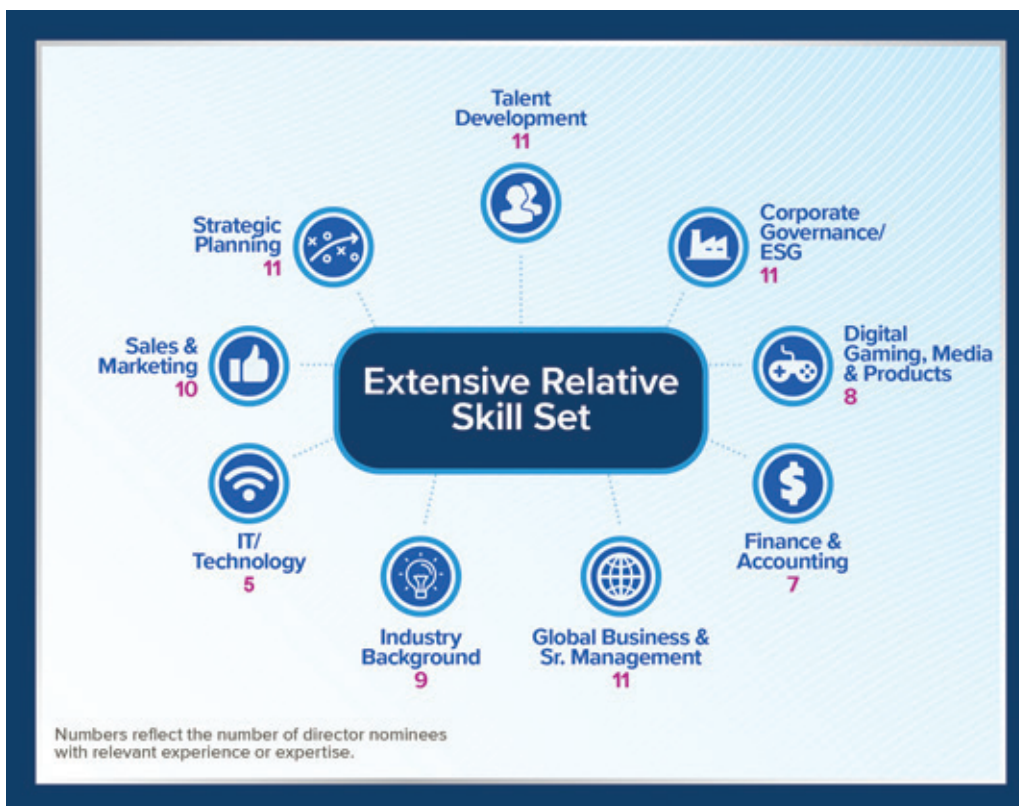 Talent
Development
11
Strategic
Planning
11
Corporate
Governance/
ESG
11
Sales &
Marketing
10
Digital
Gaming, Media
& Products
8
Extensive Relative
Skill Set
IT/
Technology
5
Finance &
Accounting
7
Industry
Background
9
Global Business &
Sr. Management
11
Numbers reflect the number of director nominees
with relevant experience or expertise.